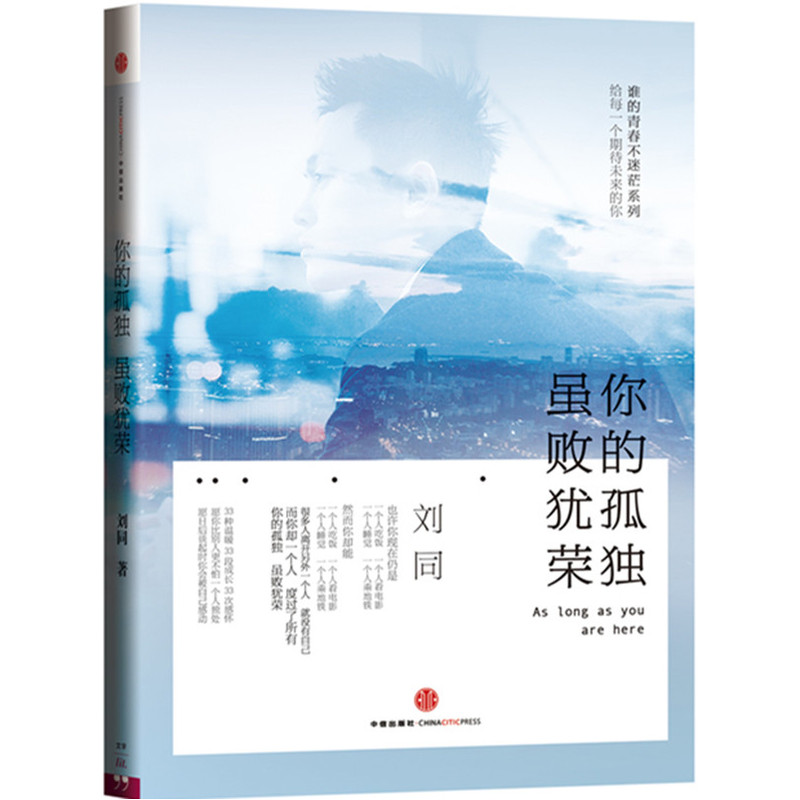 谁的青春不迷茫系列
给每一个期待未来的你
你的孤独
虽败犹荣
As long as you
are here
刘同
也许你现在仍是
一个人吃饭 一个人看电影
一个人睡觉 一个人乘地铁
然而你却能
一个人吃饭 一个人看电影
一个人睡觉 一个人乘地铁
很多人离开另外一个人 就没有自己
而你却一个人 度过了所有
你的孤独 虽败犹荣
33种温暖 33段成长 33次感怀
愿你比别人更不怕一个人独处
愿日后谈起时你会被自己感动
中信出版社·CHINACITICPRESS
你的孤独 虽败犹荣
刘同 著
文学
Lit.